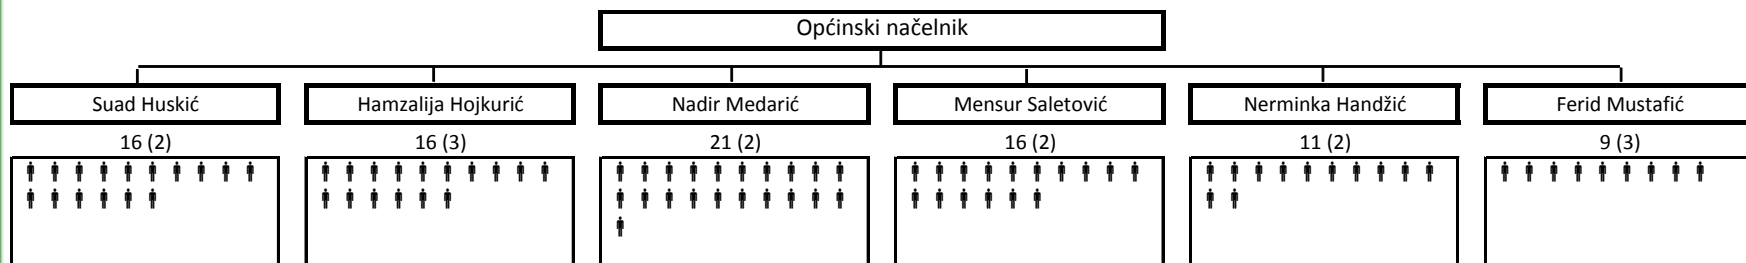 Općinski načelnik
Suad Huskić Hamzalija Hojkurić Nadir Medarić Mensur Saletović Nerminka Handžić Ferid Mustafić
16 (2) 16 (3) 21 (2) 16 (2) 11 (2) 9 (3)